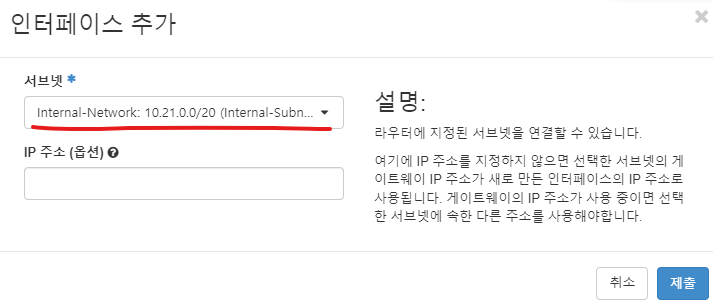 인터페이스 추가
서브넷 *
Internal-Network: 10.21.0.0/20 (Internal-Subn...
IP 주소 (옵션)
설명:
라우터에 지정된 서브넷을 연결할 수 있습니다.
여기에 IP 주소를 지정하지 않으면 선택한 서브넷의 게
이트웨이 IP 주소가 새로 만든 인터페이스의 IP 주소로
사용됩니다. 게이트웨이의 IP 주소가 사용 중이면 선택
한 서브넷에 속한 다른 주소를 사용해야합니다.
취소
제출